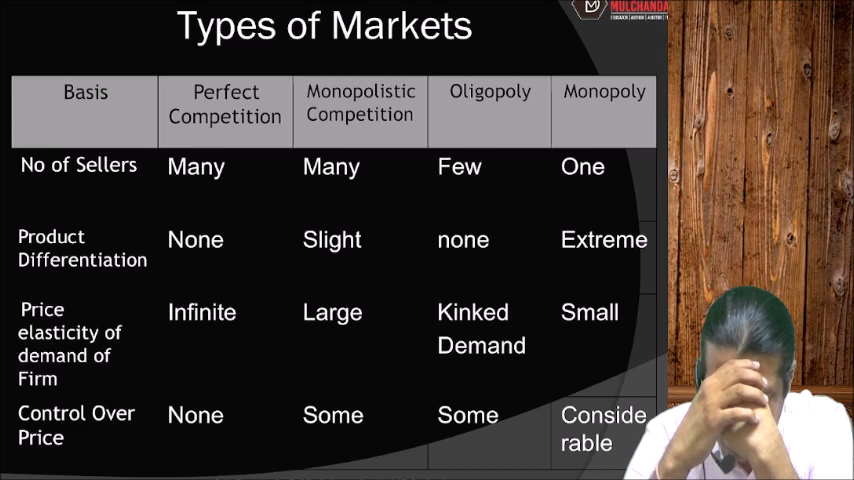 Types of Markets
MULCHANDA
Basis
Perfect
Competition
Monopolistic
Competition
Oligopoly
Monopoly
No of Sellers
Many
Many
Few
One
Product
Differentiation
None
Slight
none
Extreme
Price
elasticity of
demand of
Firm
Infinite
Large
Kinked
Demand
Small
Control Over
Price
None
Some
Some
Conside
rable